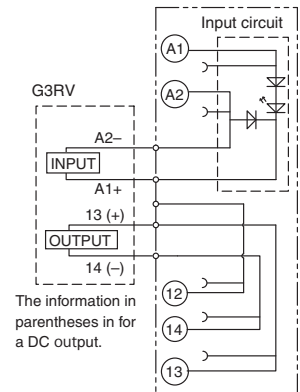 Input circuit
A1
G3RV
A2
A2–
INPUT
A1+
13 (+)
OUTPUT
14 (–)
12
14
13
The information in
parentheses in for
a DC output.